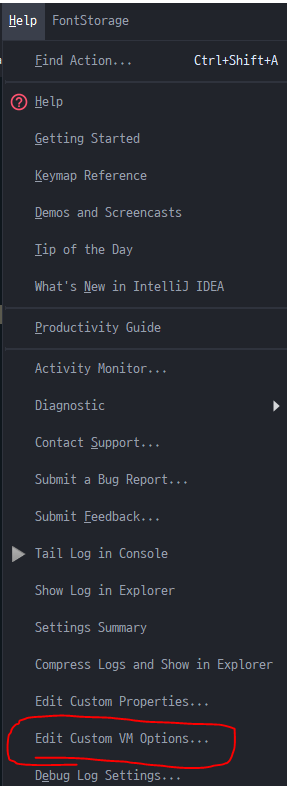 Help FontStorage
Find Action... Ctrl+Shift+A
Help
Getting Started
Keymap Reference
Demos and Screencasts
Tip of the Day
What's New in IntelliJ IDEA
Productivity Guide
Activity Monitor...
Diagnostic
Contact Support...
Submit a Bug Report...
Submit Feedback...
Tail Log in Console
Show Log in Explorer
Settings Summary
Compress Logs and Show in Explorer
Edit Custom Properties...
Edit Custom VM Options...
Debug Log Settings...